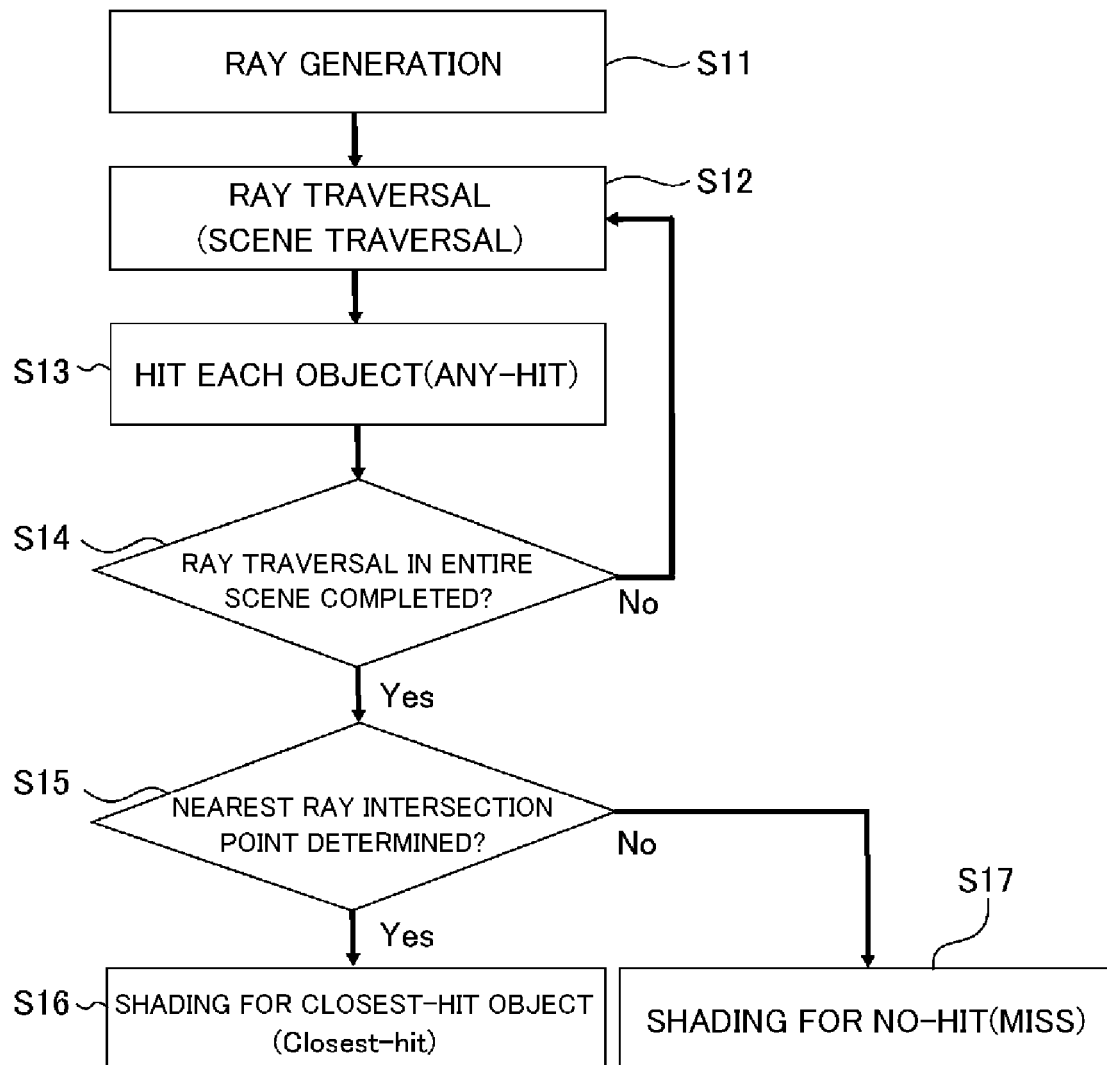 RAY GENERATION
S11
RAY TRAVERSAL
(SCENE TRAVERSAL)
S12
S13
HIT EACH OBJECT(ANY-HIT)
S14
RAY TRAVERSAL IN ENTIRE
SCENE COMPLETED?
No
Yes
S15
NEAREST RAY INTERSECTION
POINT DETERMINED?
No
Yes
S17
S16
SHADING FOR CLOSEST-HIT OBJECT
(Closest-hit)
SHADING FOR NO-HIT(MISS)